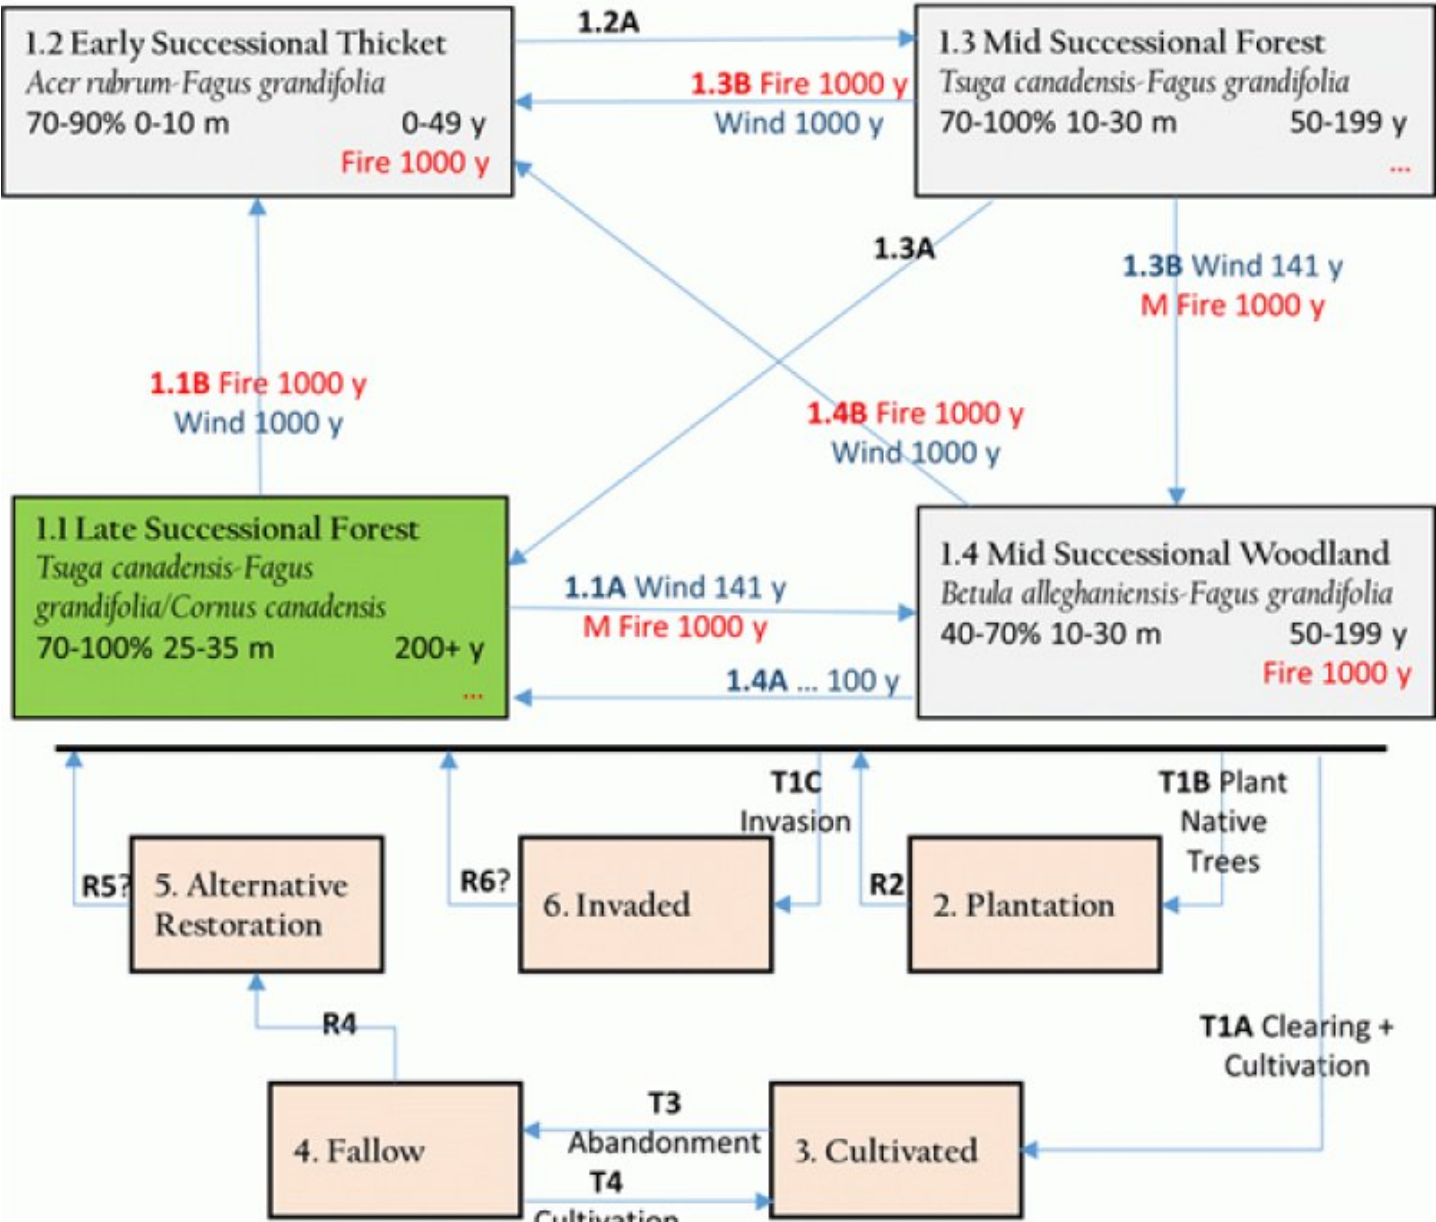 1.2 Early Successional Thicket
Acer rubrum-Fagus grandifolia
70-90% 0-10 m 0-49 y
Fire 1000 y
1.2A
1.3B Fire 1000 y
Wind 1000 y
1.3 Mid Successional Forest
Tsuga canadensis-Fagus grandifolia
70-100% 10-30 m 50-199 y
...
1.3A
1.3B Wind 141 y
M Fire 1000 y
1.1B Fire 1000 y
Wind 1000 y
1.4B Fire 1000 y
Wind 1000 y
1.1 Late Successional Forest
Tsuga canadensis-Fagus
grandifolia/Cornus canadensis
70-100% 25-35 m 200+ y
...
1.1A Wind 141 y
M Fire 1000 y
1.4A ... 100 y
1.4 Mid Successional Woodland
Betula alleghaniensis-Fagus grandifolia
40-70% 10-30 m 50-199 y
Fire 1000 y
T1C
Invasion
T1B Plant
Native
Trees
R5?
5. Alternative
Restoration
R6?
6. Invaded
R2
2. Plantation
R4
T1A Clearing +
Cultivation
4. Fallow
T3
Abandonment
T4
Cultivation
3. Cultivated